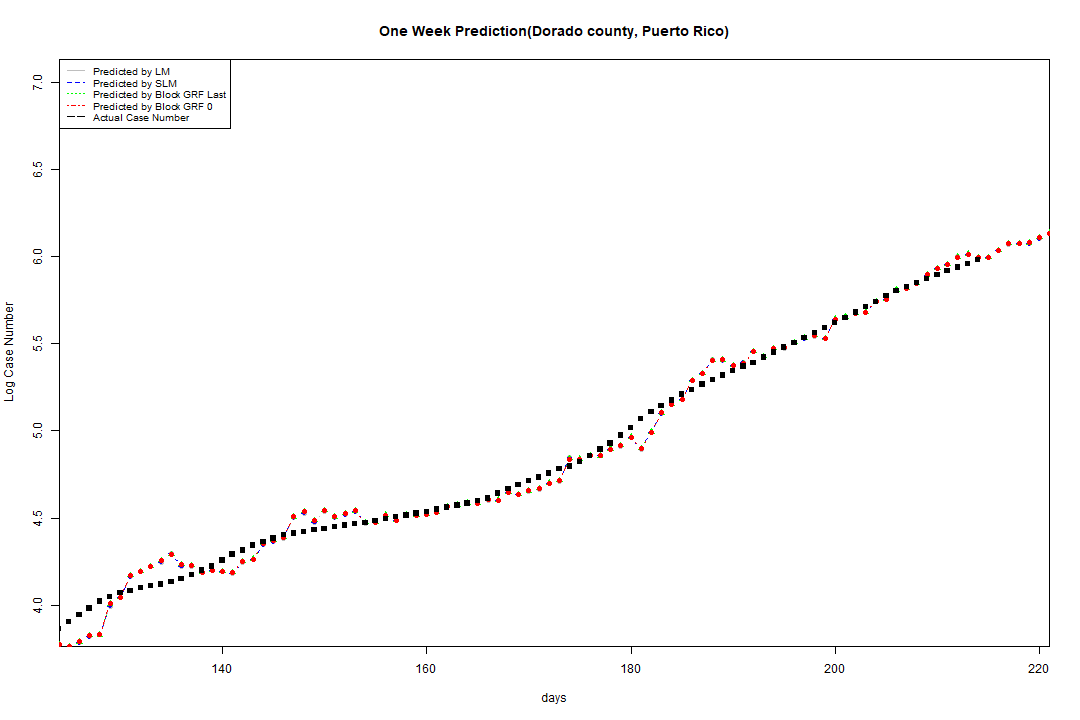 One Week Prediction(Dorado county, Puerto Rico)
Predicted by LM
Predicted by SLM
Predicted by Block GRF Last
Predicted by Block GRF 0
Actual Case Number
7.0
6.5
6.0
5.5
5.0
4.5
4.0
Log Case Number
140 160 180 200 220
days